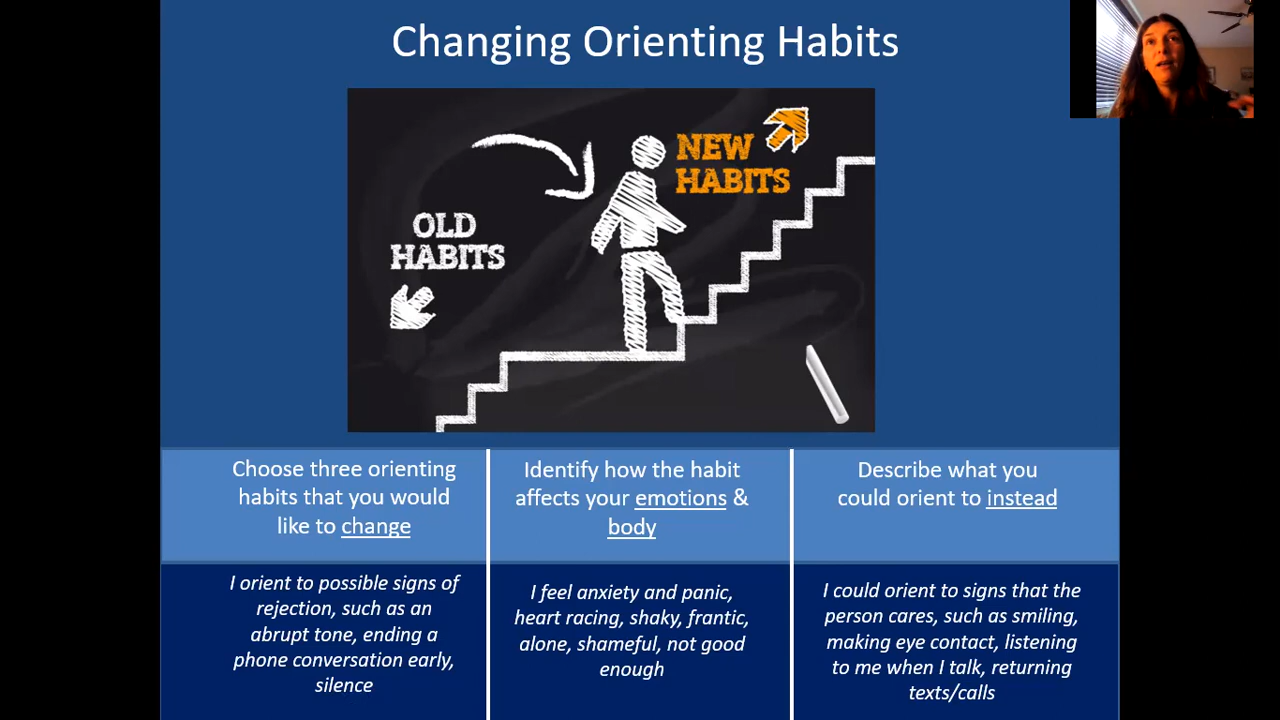 Changing Orienting Habits
NEW
HABITS
OLD
HABITS
Choose three orienting
habits that you would
like to change
Identify how the habit
affects your emotions &
body
Describe what you
could orient to instead
I orient to possible signs of
rejection, such as an
abrupt tone, ending a
phone conversation early,
silence
I feel anxiety and panic,
heart racing, shaky, frantic,
alone, shameful, not good
enough
I could orient to signs that the
person cares, such as smiling,
making eye contact, listening
to me when I talk, returning
texts/calls